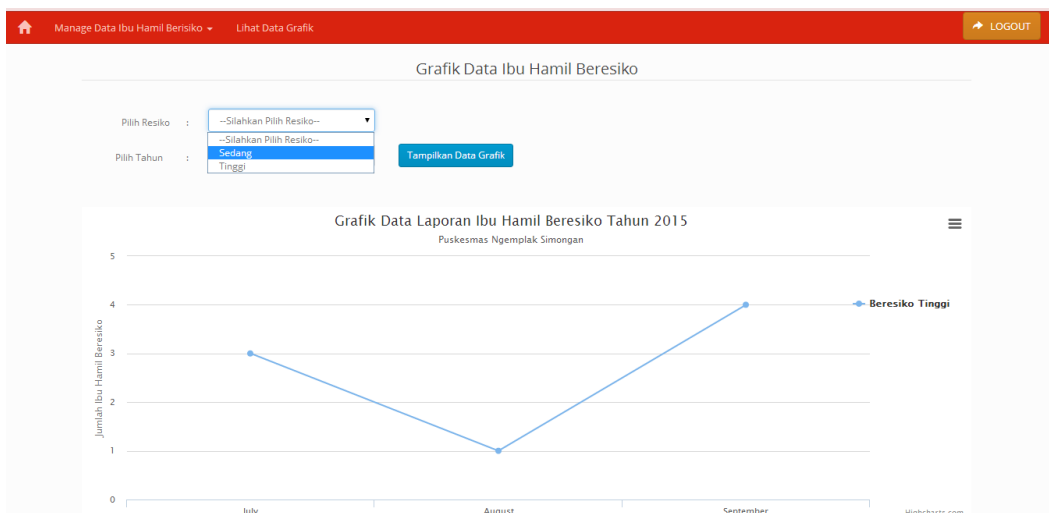 Manage Data Ibu Hamil Berisiko Lihat Data Grafik LOGOUT
Grafik Data Ibu Hamil Beresiko
Pilih Resiko : --Silahkan Pilih Resiko--
--Silahkan Pilih Resiko--
Sedang
Pilih Tahun : Tampilkan Data Grafik
Tinggi
Grafik Data Laporan Ibu Hamil Beresiko Tahun 2015
Puskesmas Ngemplak Simongan
Jumlah Ibu Hamil Beresiko
5
4
3
2
1
0
Beresiko Tinggi
July August September
Highcharts.com